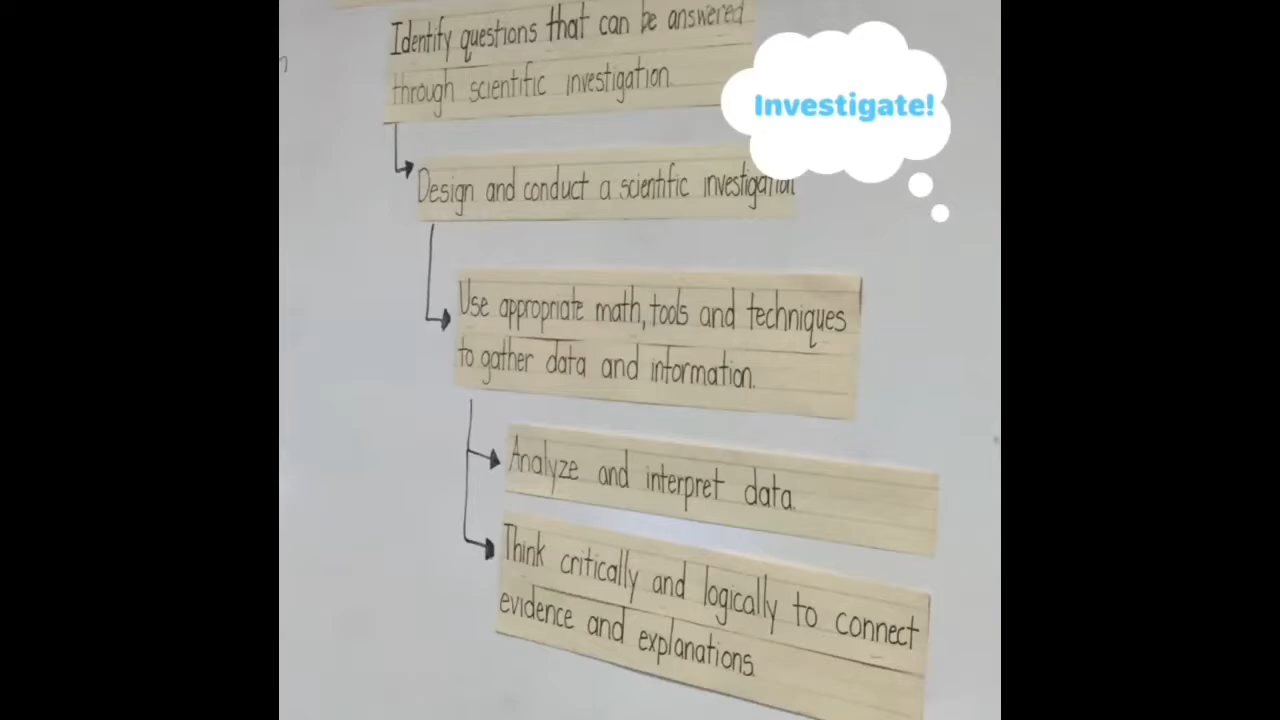 Identify questions that can be answered
through scientific investigation.
Investigate!
Design and conduct a scientific investigation.
Use appropriate math, tools and techniques
to gather data and information.
Analyze and interpret data.
Think critically and logically to connect
evidence and explanations.